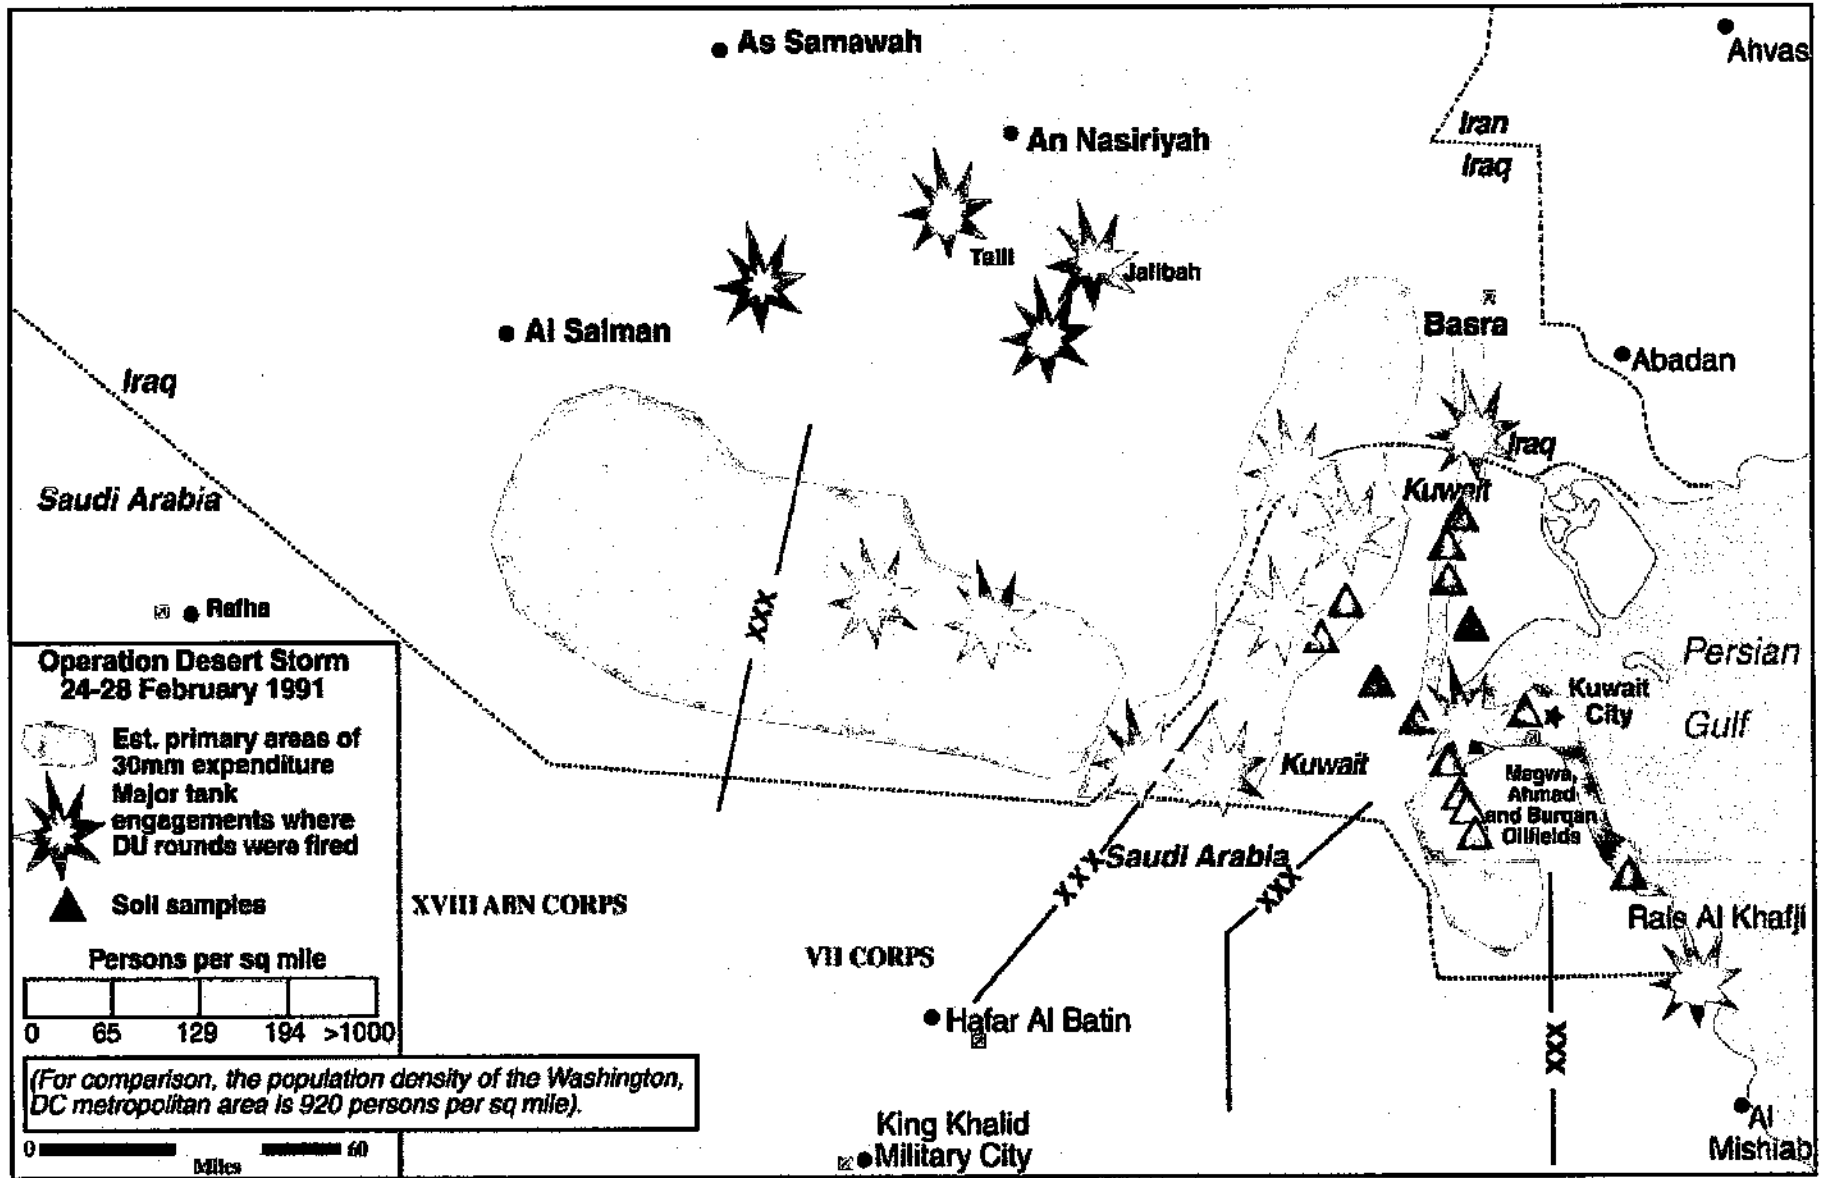 As Samawah
Ahvas
An Nasiriyah
Iran
Iraq
Talil
Jalibah
Basra
Al Salman
Abadan
Iraq
Iraq
Saudi Arabia
Kuwait
XXX
Rafha
Persian
Gulf
Kuwait
City
Kuwait
Magwa,
Ahmad
and Burqan
Oilfields
Saudi Arabia
XXX
XXX
Rais Al Khafji
XVIII ABN CORPS
VII CORPS
Hafar Al Batin
XXX
King Khalid
Military City
Al
Mishiab
Operation Desert Storm
24-28 February 1991
Est. primary areas of
30mm expenditure
Major tank
engagements where
DU rounds were fired
Soil samples
Persons per sq mile
0 65 129 194 >1000
(For comparison, the population density of the Washington,
DC metropolitan area is 920 persons per sq mile).
0 60
Miles